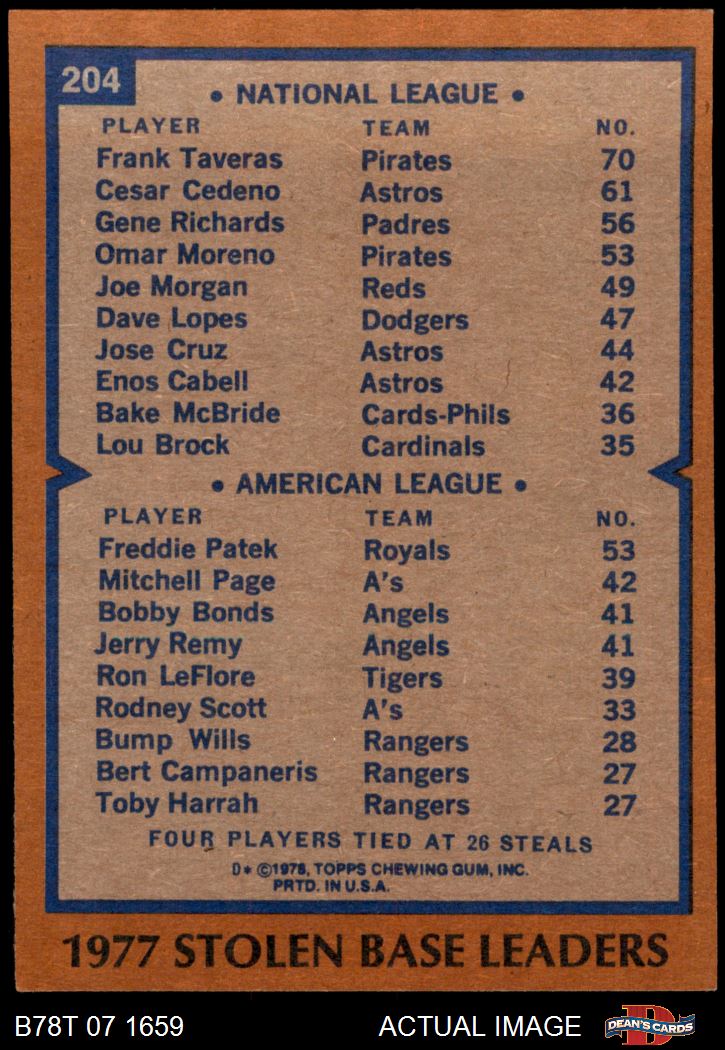 204
• NATIONAL LEAGUE •
PLAYER TEAM NO.
Frank Taveras Pirates 70
Cesar Cedeno Astros 61
Gene Richards Padres 56
Omar Moreno Pirates 53
Joe Morgan Reds 49
Dave Lopes Dodgers 47
Jose Cruz Astros 44
Enos Cabell Astros 42
Bake McBride Cards-Phils 36
Lou Brock Cardinals 35
• AMERICAN LEAGUE •
PLAYER TEAM NO.
Freddie Patek Royals 53
Mitchell Page A's 42
Bobby Bonds Angels 41
Jerry Remy Angels 41
Ron LeFlore Tigers 39
Rodney Scott A's 33
Bump Wills Rangers 28
Bert Campaneris Rangers 27
Toby Harrah Rangers 27
FOUR PLAYERS TIED AT 26 STEALS
D* ©1978, TOPPS CHEWING GUM, INC.
PRTD. IN U.S.A.
1977 STOLEN BASE LEADERS
B78T 07 1659 ACTUAL IMAGE
D
DEAN'S CARDS